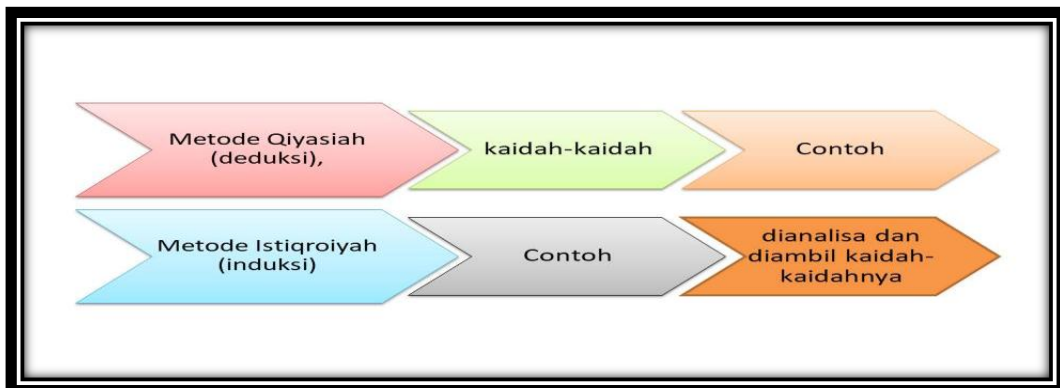 Metode Qiyasiah
(deduksi),
kaidah-kaidah
Contoh
Metode Istiqroiyah
(induksi)
Contoh
dianalisa dan
diambil kaidah-
kaidahnya